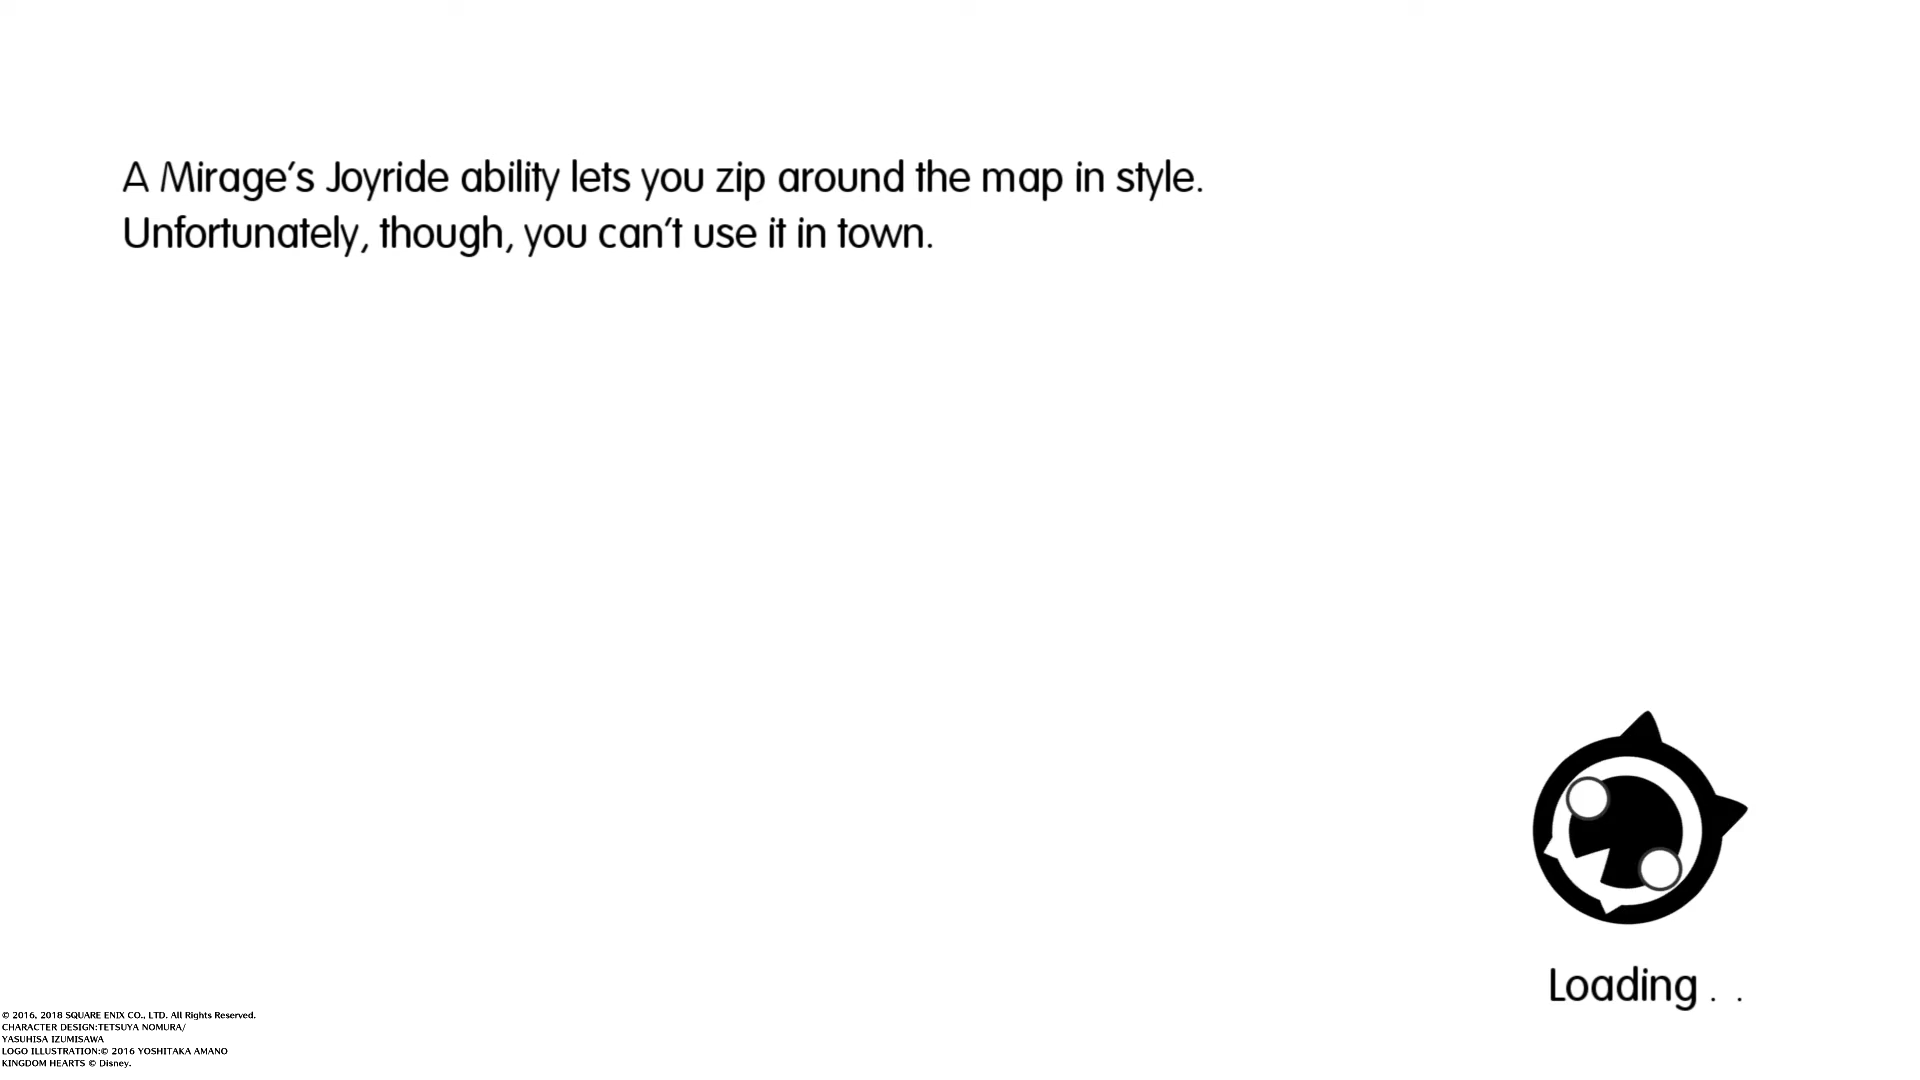 A Mirage's Joyride ability lets you zip around the map in style.
Unfortunately, though, you can't use it in town.
Loading . .
© 2016, 2018 SQUARE ENIX CO., LTD. All Rights Reserved.
CHARACTER DESIGN:TETSUYA NOMURA/
YASUHISA IZUMISAWA
LOGO ILLUSTRATION:© 2016 YOSHITAKA AMANO
KINGDOM HEARTS © Disney.